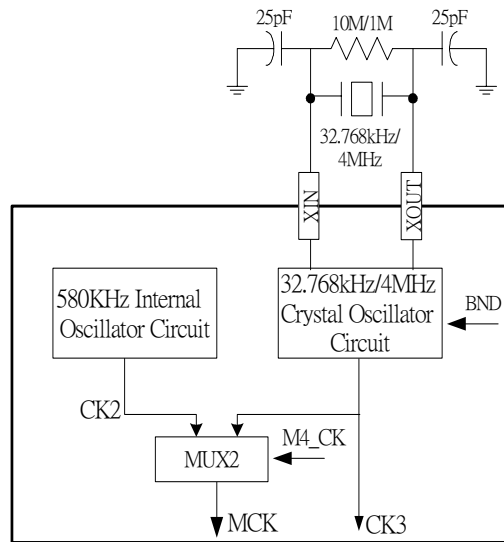 25pF
10M/1M
25pF
32.768kHz/
4MHz
XIN
XOUT
580KHz Internal
Oscillator Circuit
32.768kHz/4MHz
Crystal Oscillator
Circuit
BND
CK2
M4_CK
MUX2
MCK
CK3